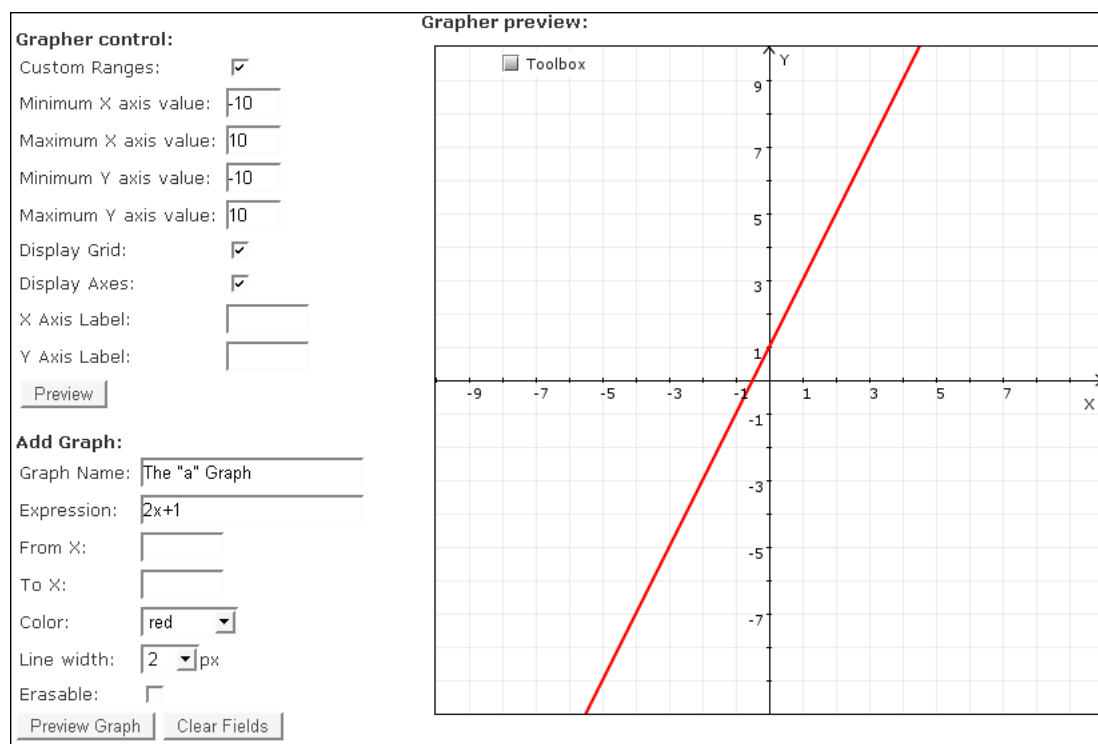 Grapher control:
Custom Ranges:
Minimum X axis value: -10
Maximum X axis value: 10
Minimum Y axis value: -10
Maximum Y axis value: 10
Display Grid:
Display Axes:
X Axis Label:
Y Axis Label:
Preview
Add Graph:
Graph Name: The "a" Graph
Expression: 2x+1
From X:
To X:
Color: red
Line width: 2 px
Erasable:
Preview Graph Clear Fields
Grapher preview:
Toolbox
Y
9
7
5
3
1
-9 -7 -5 -3 -1 1 3 5 7
X
-1
-3
-5
-7